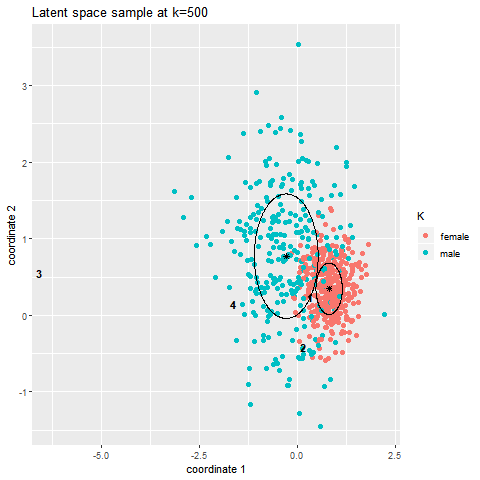 Latent space sample at k=500
coordinate 2
3
2
1
0
-1
3
4
1
2
-5.0
-2.5
0.0
2.5
coordinate 1
K
female
male